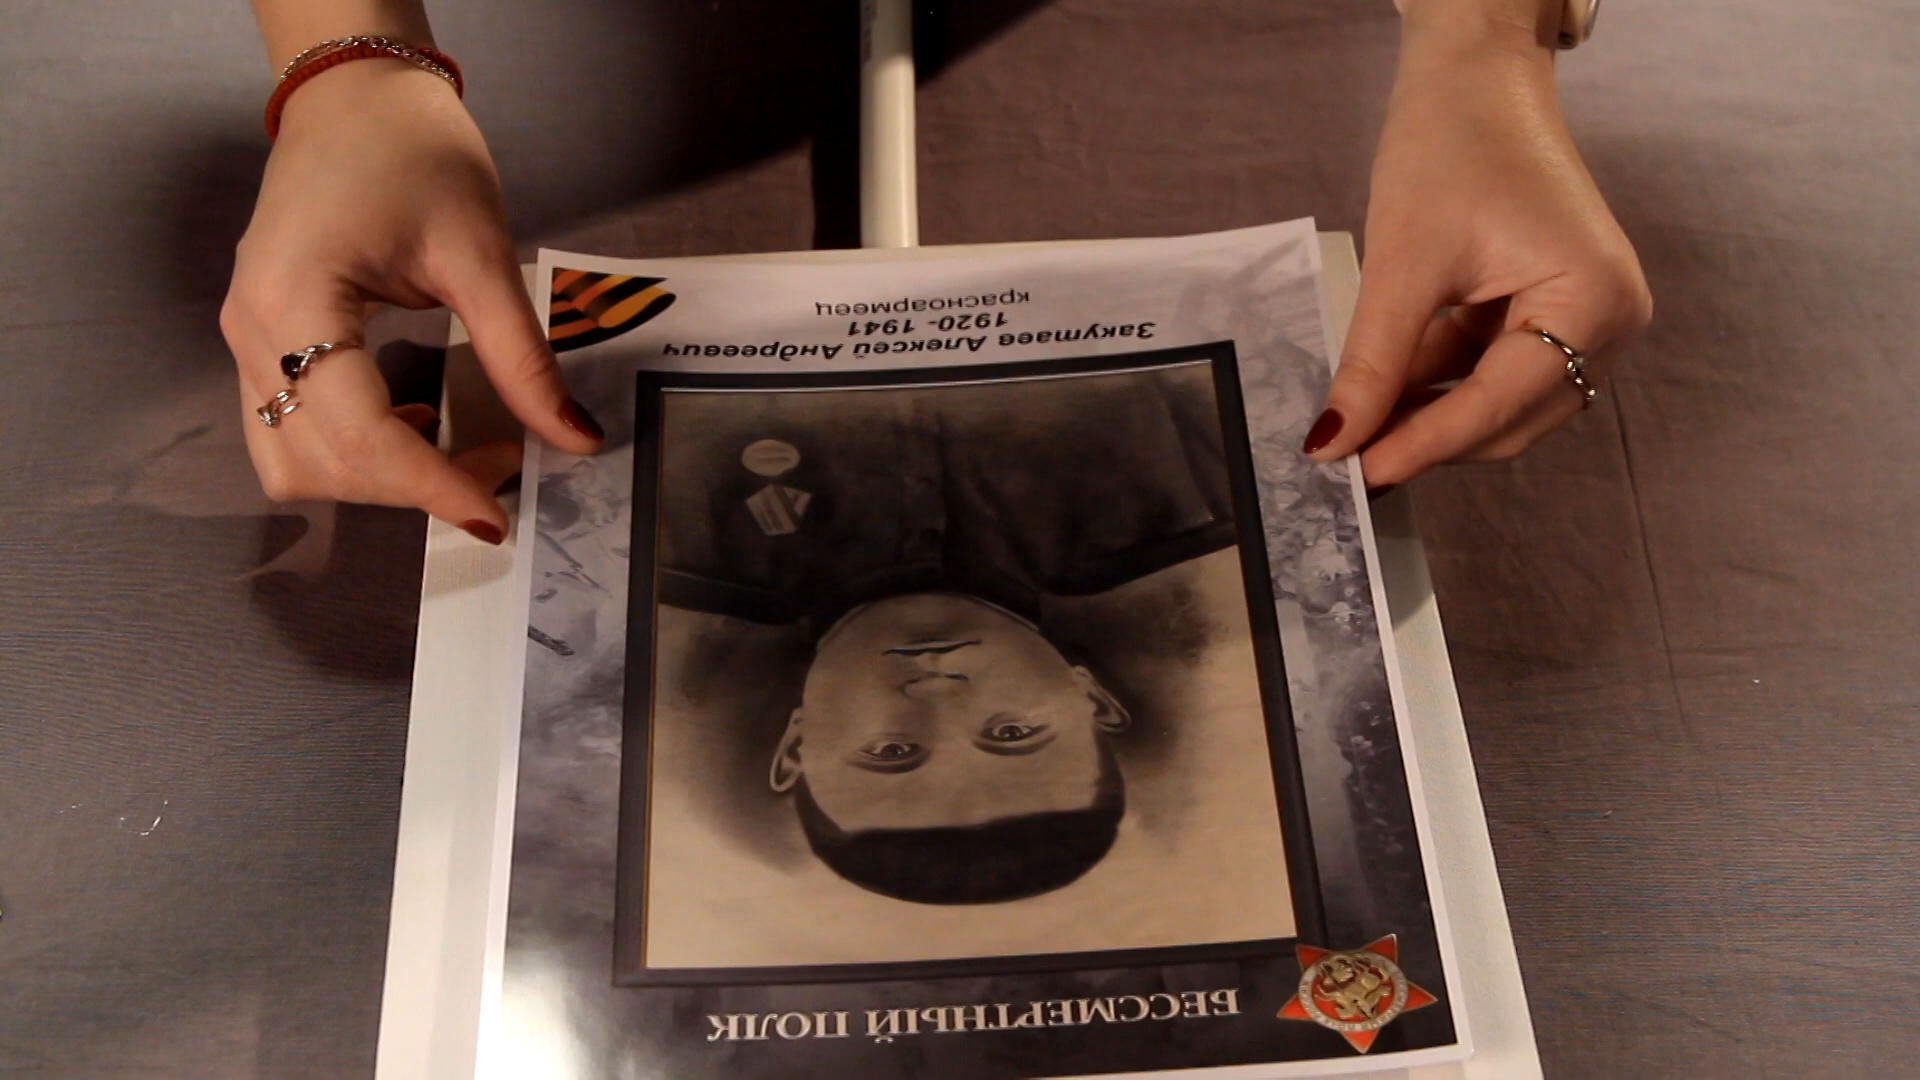 БЕССМЕРТНЫЙ ПОЛК
Закутаев Алексей Андреевич
1920- 1941
красноармеец